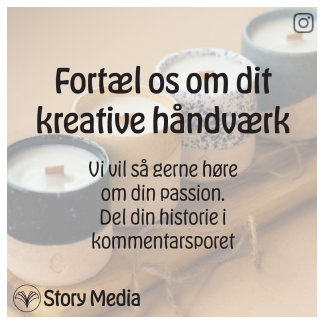 Fortæl os om dit
kreative håndværk
Vi vil så gerne høre
om din passion.
Del din historie i
kommentarsporet
Story Media